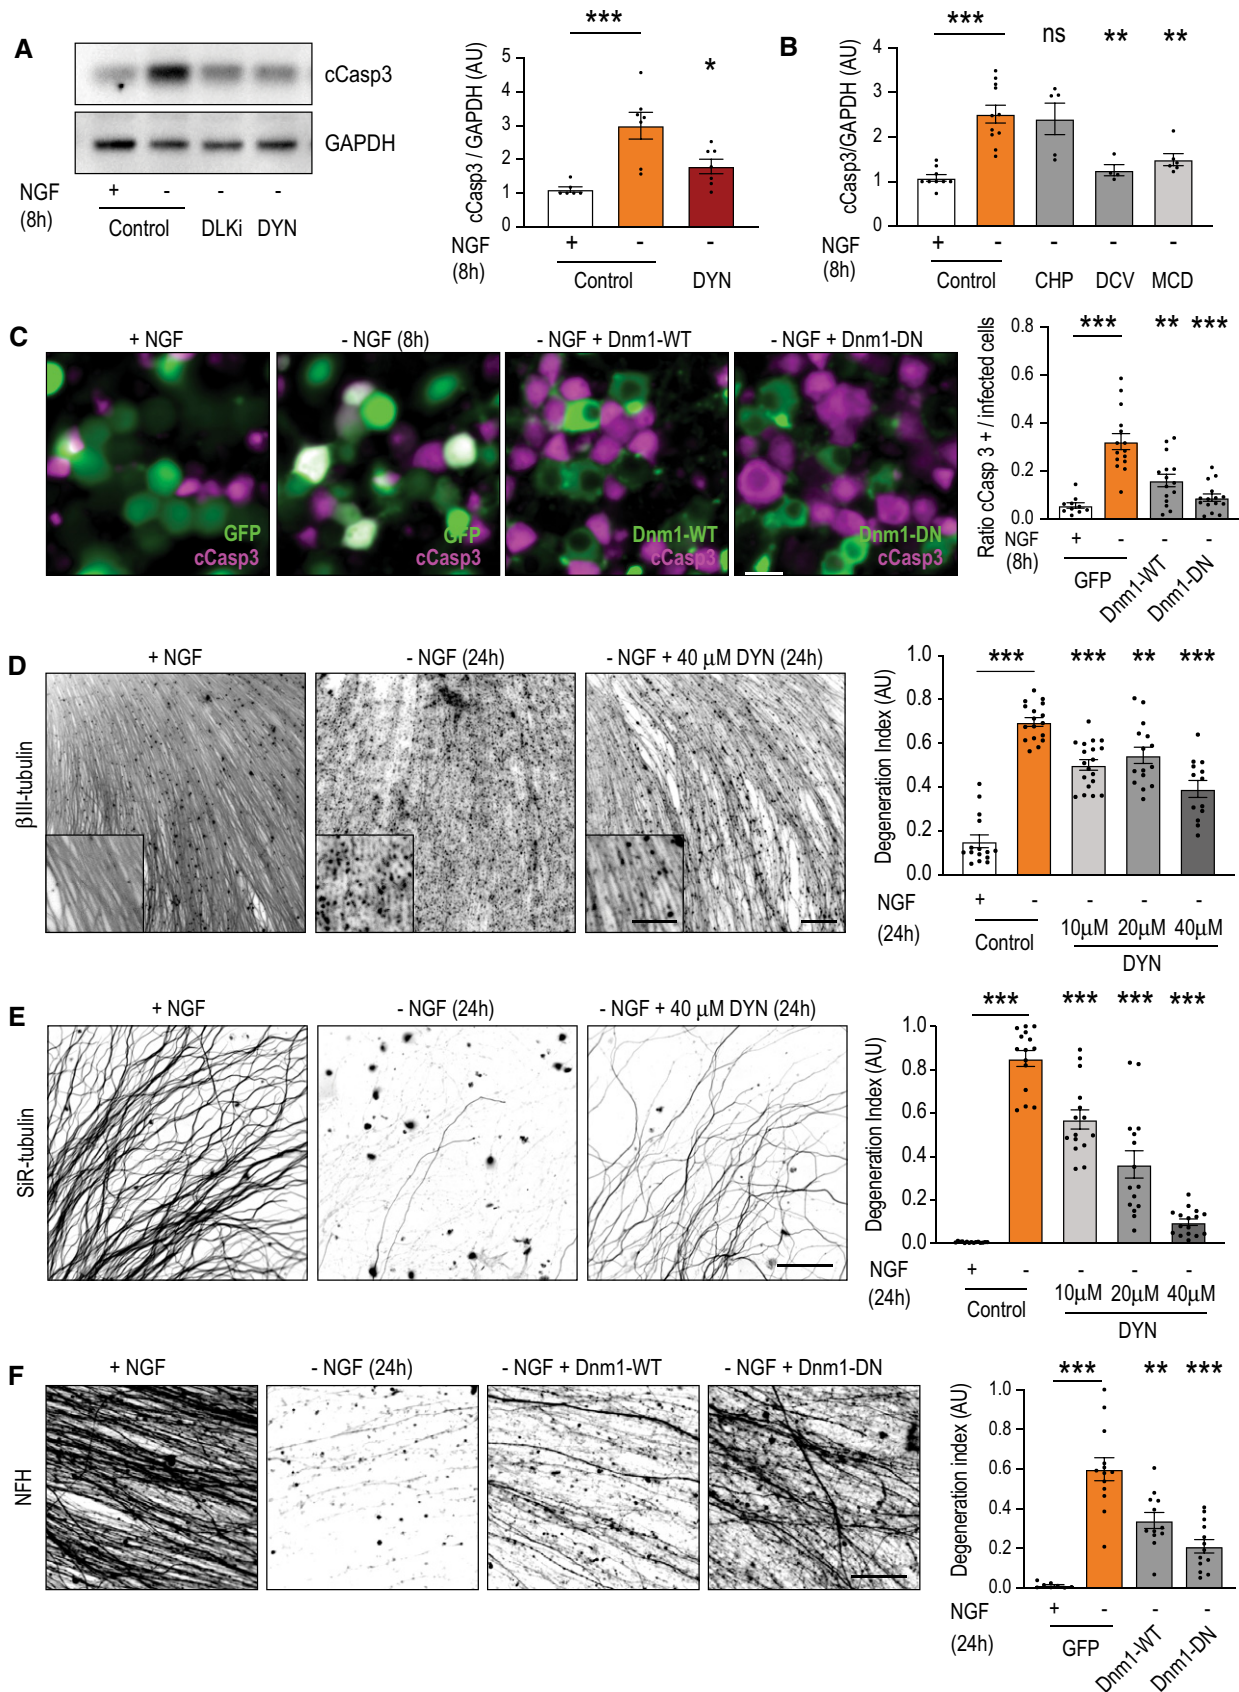 A
cCasp3
GAPDH
NGF
(8h)
+ - - -
Control DLKi DYN
***
*
cCasp3 / GAPDH (AU)
5
4
3
2
1
0
NGF
(8h)
+ - -
Control DYN
B
*** ns ** **
cCasp3/GAPDH (AU)
4
3
2
1
0
NGF
(8h)
+ - - - -
Control CHP DCV MCD
C
+ NGF
- NGF (8h)
- NGF + Dnm1-WT
- NGF + Dnm1-DN
GFP
cCasp3
GFP
cCasp3
Dnm1-WT
cCasp3
Dnm1-DN
cCasp3
*** ** ***
Ratio cCasp 3 + / infected cells
0.8
0.6
0.4
0.2
0.0
NGF
(8h)
+ - - -
GFP
Dnm1-WT
Dnm1-DN
D
+ NGF
- NGF (24h)
- NGF + 40 μM DYN (24h)
βIII-tubulin
*** *** ** ***
Degeneration Index (AU)
1.0
0.8
0.6
0.4
0.2
0.0
NGF
(24h)
+ - - - -
Control
10μM 20μM 40μM
DYN
E
+ NGF
- NGF (24h)
- NGF + 40 μM DYN (24h)
SiR-tubulin
*** *** *** ***
Degeneration Index (AU)
1.0
0.8
0.6
0.4
0.2
0.0
NGF
(24h)
+ - - - -
Control
10μM 20μM 40μM
DYN
F
+ NGF
- NGF (24h)
- NGF + Dnm1-WT
- NGF + Dnm1-DN
NFH
*** ** ***
Degeneration index (AU)
1.0
0.8
0.6
0.4
0.2
0.0
NGF
(24h)
+ - - -
GFP
Dnm1-WT
Dnm1-DN